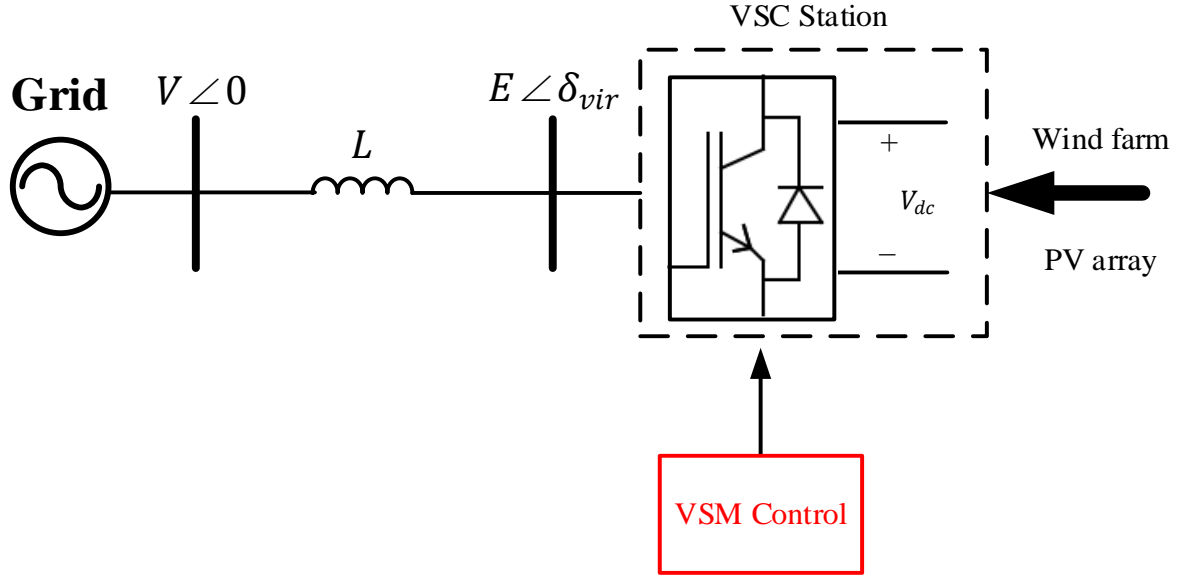 VSC Station
Grid
V∠0
E∠δvir
L
+
Vdc
−
Wind farm
PV array
VSM Control